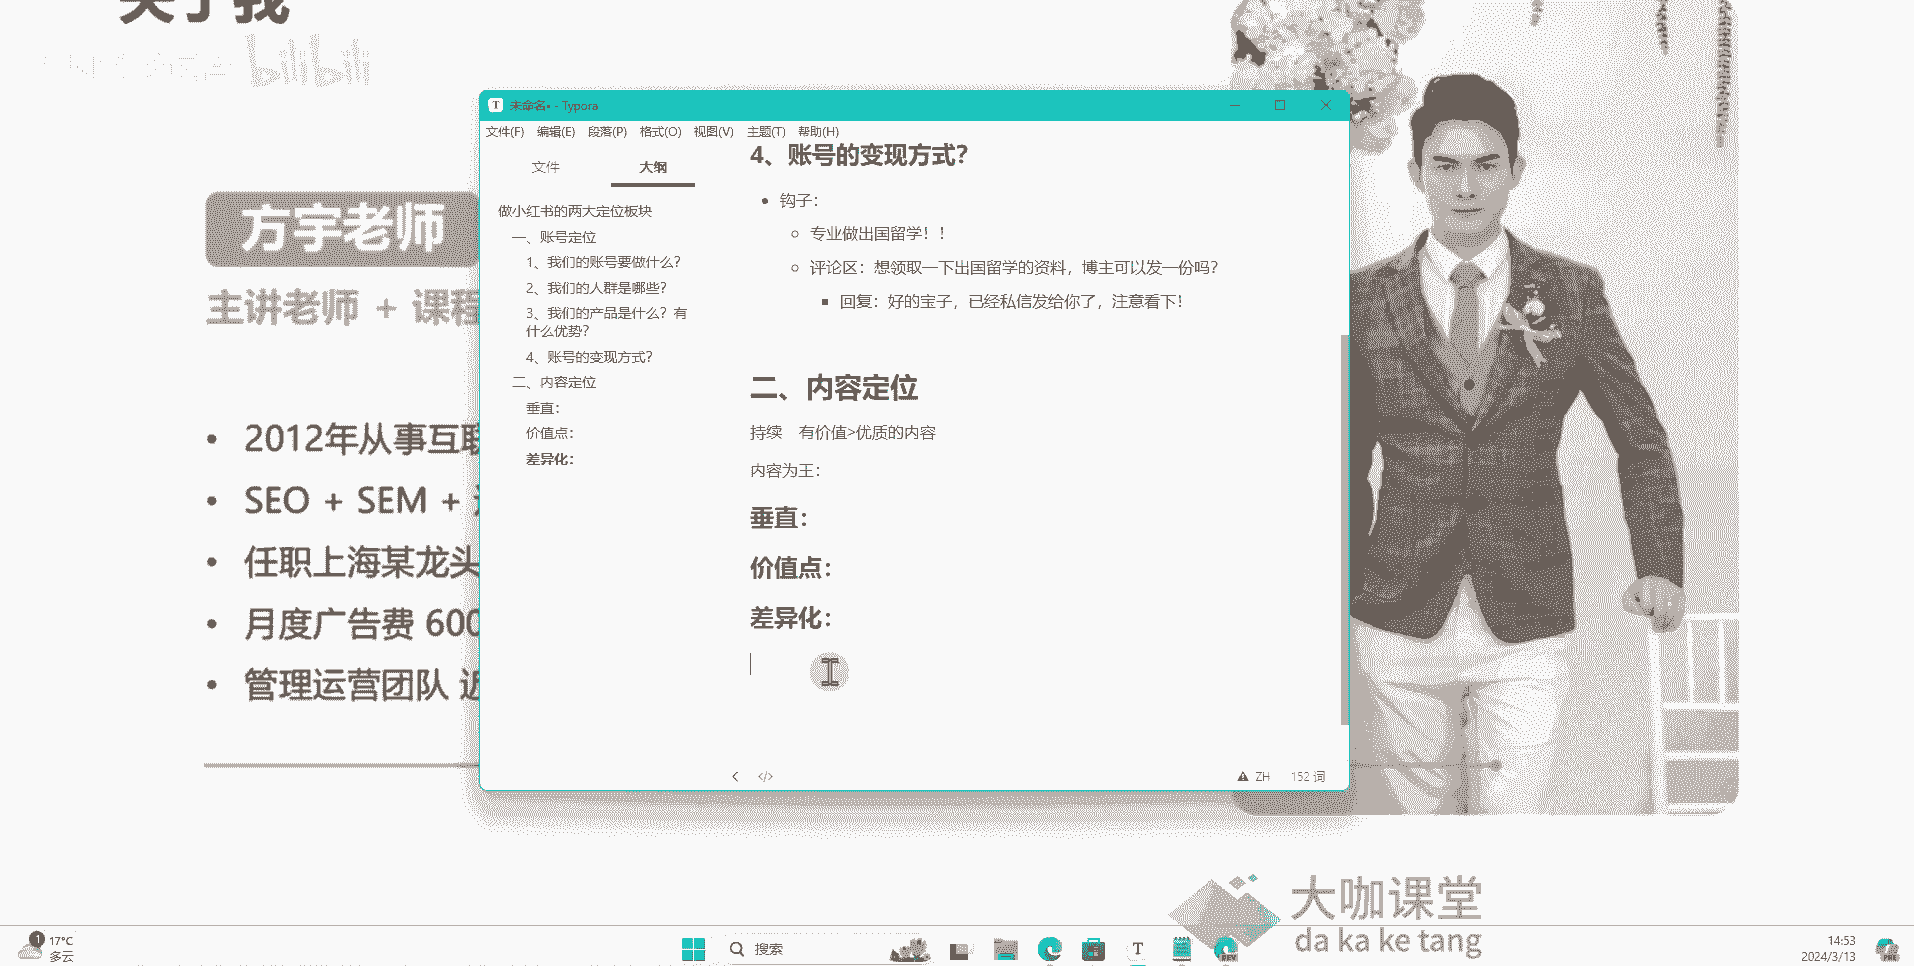 关于我
bilibili
方宇老师
主讲老师 + 课程
2012年从事互联
SEO + SEM +
任职上海某龙头
月度广告费 600
管理运营团队 近
T 未命名• - Typora
文件(F) 编辑(E) 段落(P) 格式(O) 视图(V) 主题(T) 帮助(H)
文件 大纲
做小红书的两大定位板块
一、账号定位
1、我们的账号要做什么？
2、我们的人群是哪些？
3、我们的产品是什么？有
什么优势？
4、账号的变现方式？
二、内容定位
垂直：
价值点：
差异化：
4、账号的变现方式？
钩子：
专业做出国留学！！
评论区：想领取一下出国留学的资料，博主可以发一份吗？
回复：好的宝子，已经私信发给你了，注意看下！
二、内容定位
持续 有价值>优质的内容
内容为王：
垂直：
价值点：
差异化：
</> ZH 152 词
大咖课堂
da ka ke tang
1 17°C
多云
搜索
T
14:53
2024/3/13